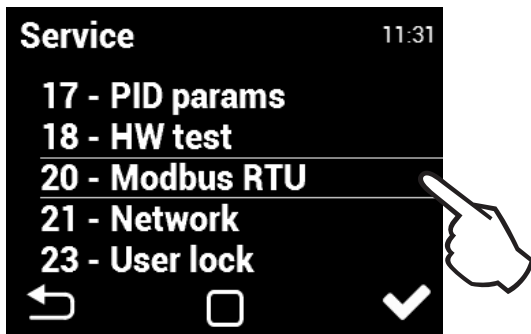 Service 11:31
17 - PID params
18 - HW test
20 - Modbus RTU
21 - Network
23 - User lock